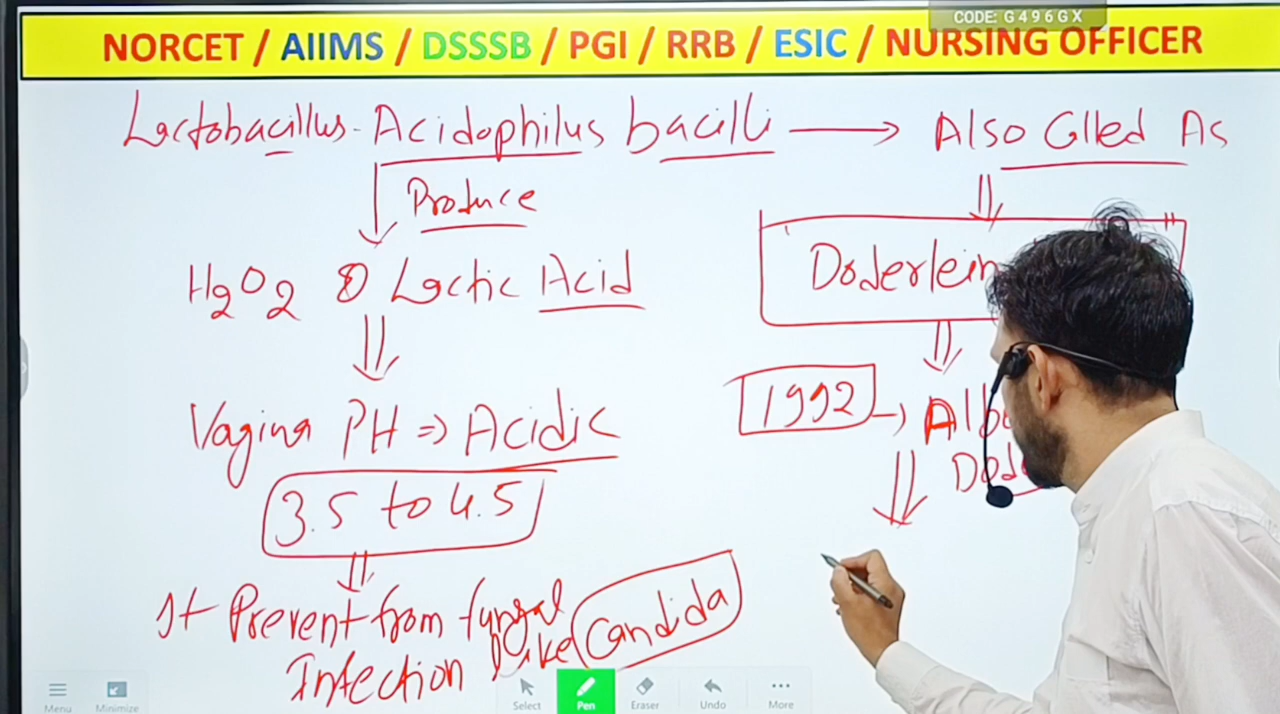 CODE: G496GX
NORCET / AIIMS / DSSSB / PGI / RRB / ESIC / NURSING OFFICER
Lactobacillus - Acidophilus bacilli → Also Called As
Produce
H2O2 & Lactic Acid
Doderlein
Vagina PH ⇒ Acidic
1992 →
3.5 to 4.5
It Prevent from fungal
Infection like Candida
Menu
Minimize
Select
Pen
Eraser
Undo
More